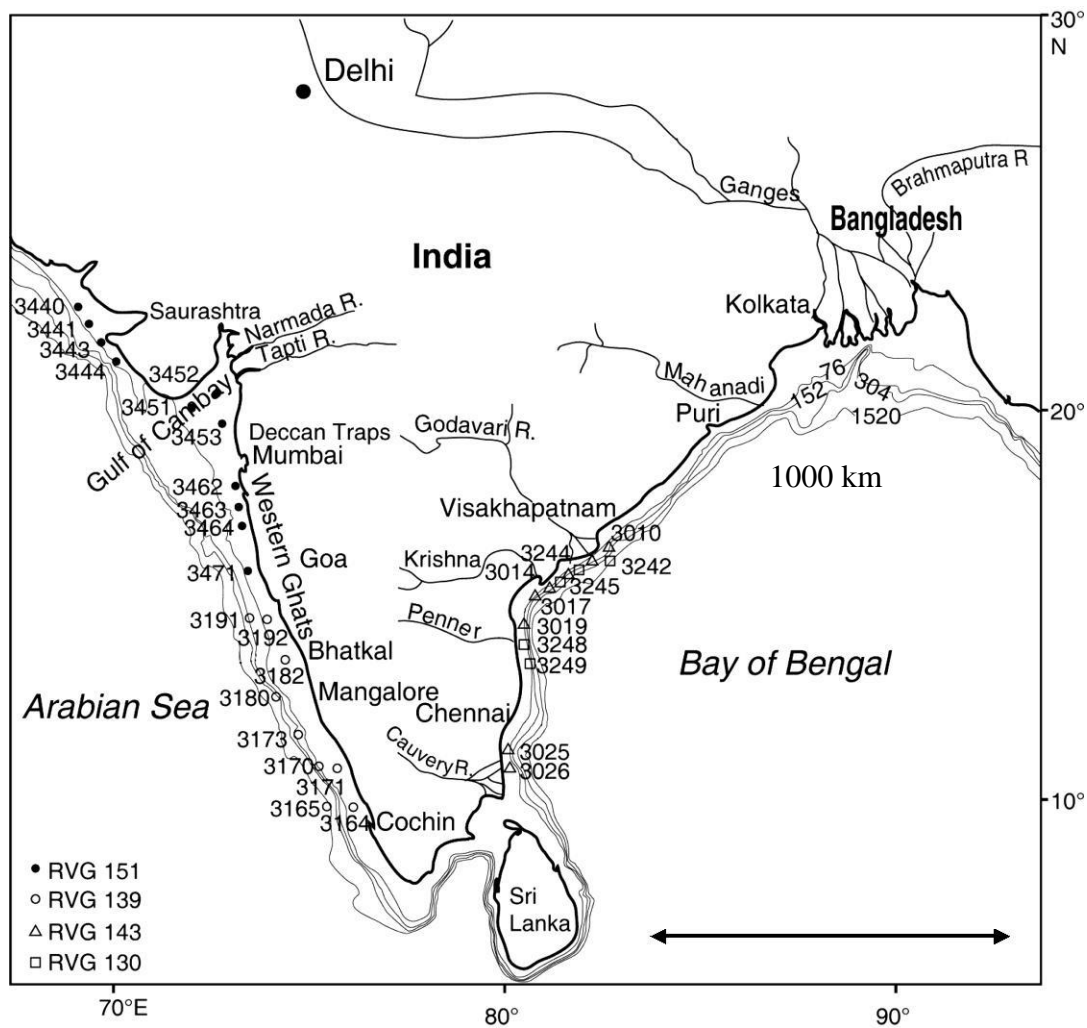 30°
N
Delhi
Ganges
Brahmaputra R
Bangladesh
India
Kolkata
Saurashtra
Narmada R.
Tapti R.
3440
3441
3443
3444
3452
3451
3453
Gulf of Cambay
Mahanadi
Puri
76
152
304
1520
20°
Godavari R.
Deccan Traps
Mumbai
1000 km
3462
3463
3464
Western Ghats
Visakhapatnam
3010
3244
3242
Krishna
3014
3245
3017
Goa
3471
3191
3192
Penner
3019
3248
3249
Bhatkal
3182
Bay of Bengal
Arabian Sea
3180
Mangalore
Chennai
3173
3025
Cauvery R.
3026
3170
3171
3165
3164
Cochin
10°
RVG 151
RVG 139
RVG 143
RVG 130
Sri
Lanka
70°E
80°
90°